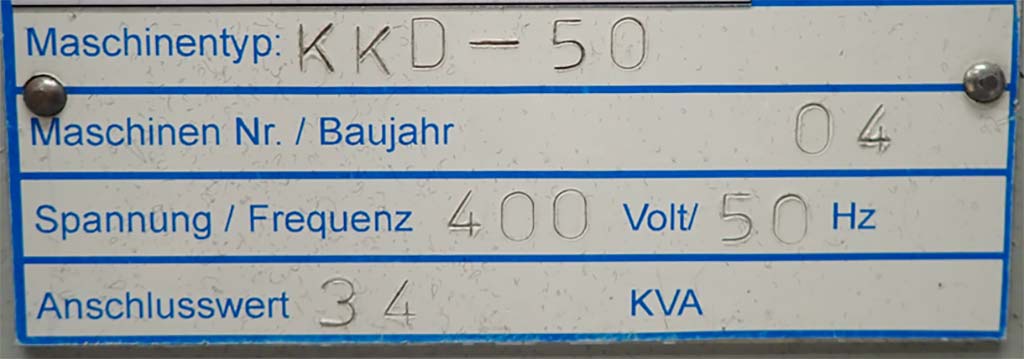 Maschinentyp: KKD-50
Maschinen Nr. / Baujahr 04
Spannung / Frequenz 400 Volt/ 50 Hz
Anschlusswert 34 KVA